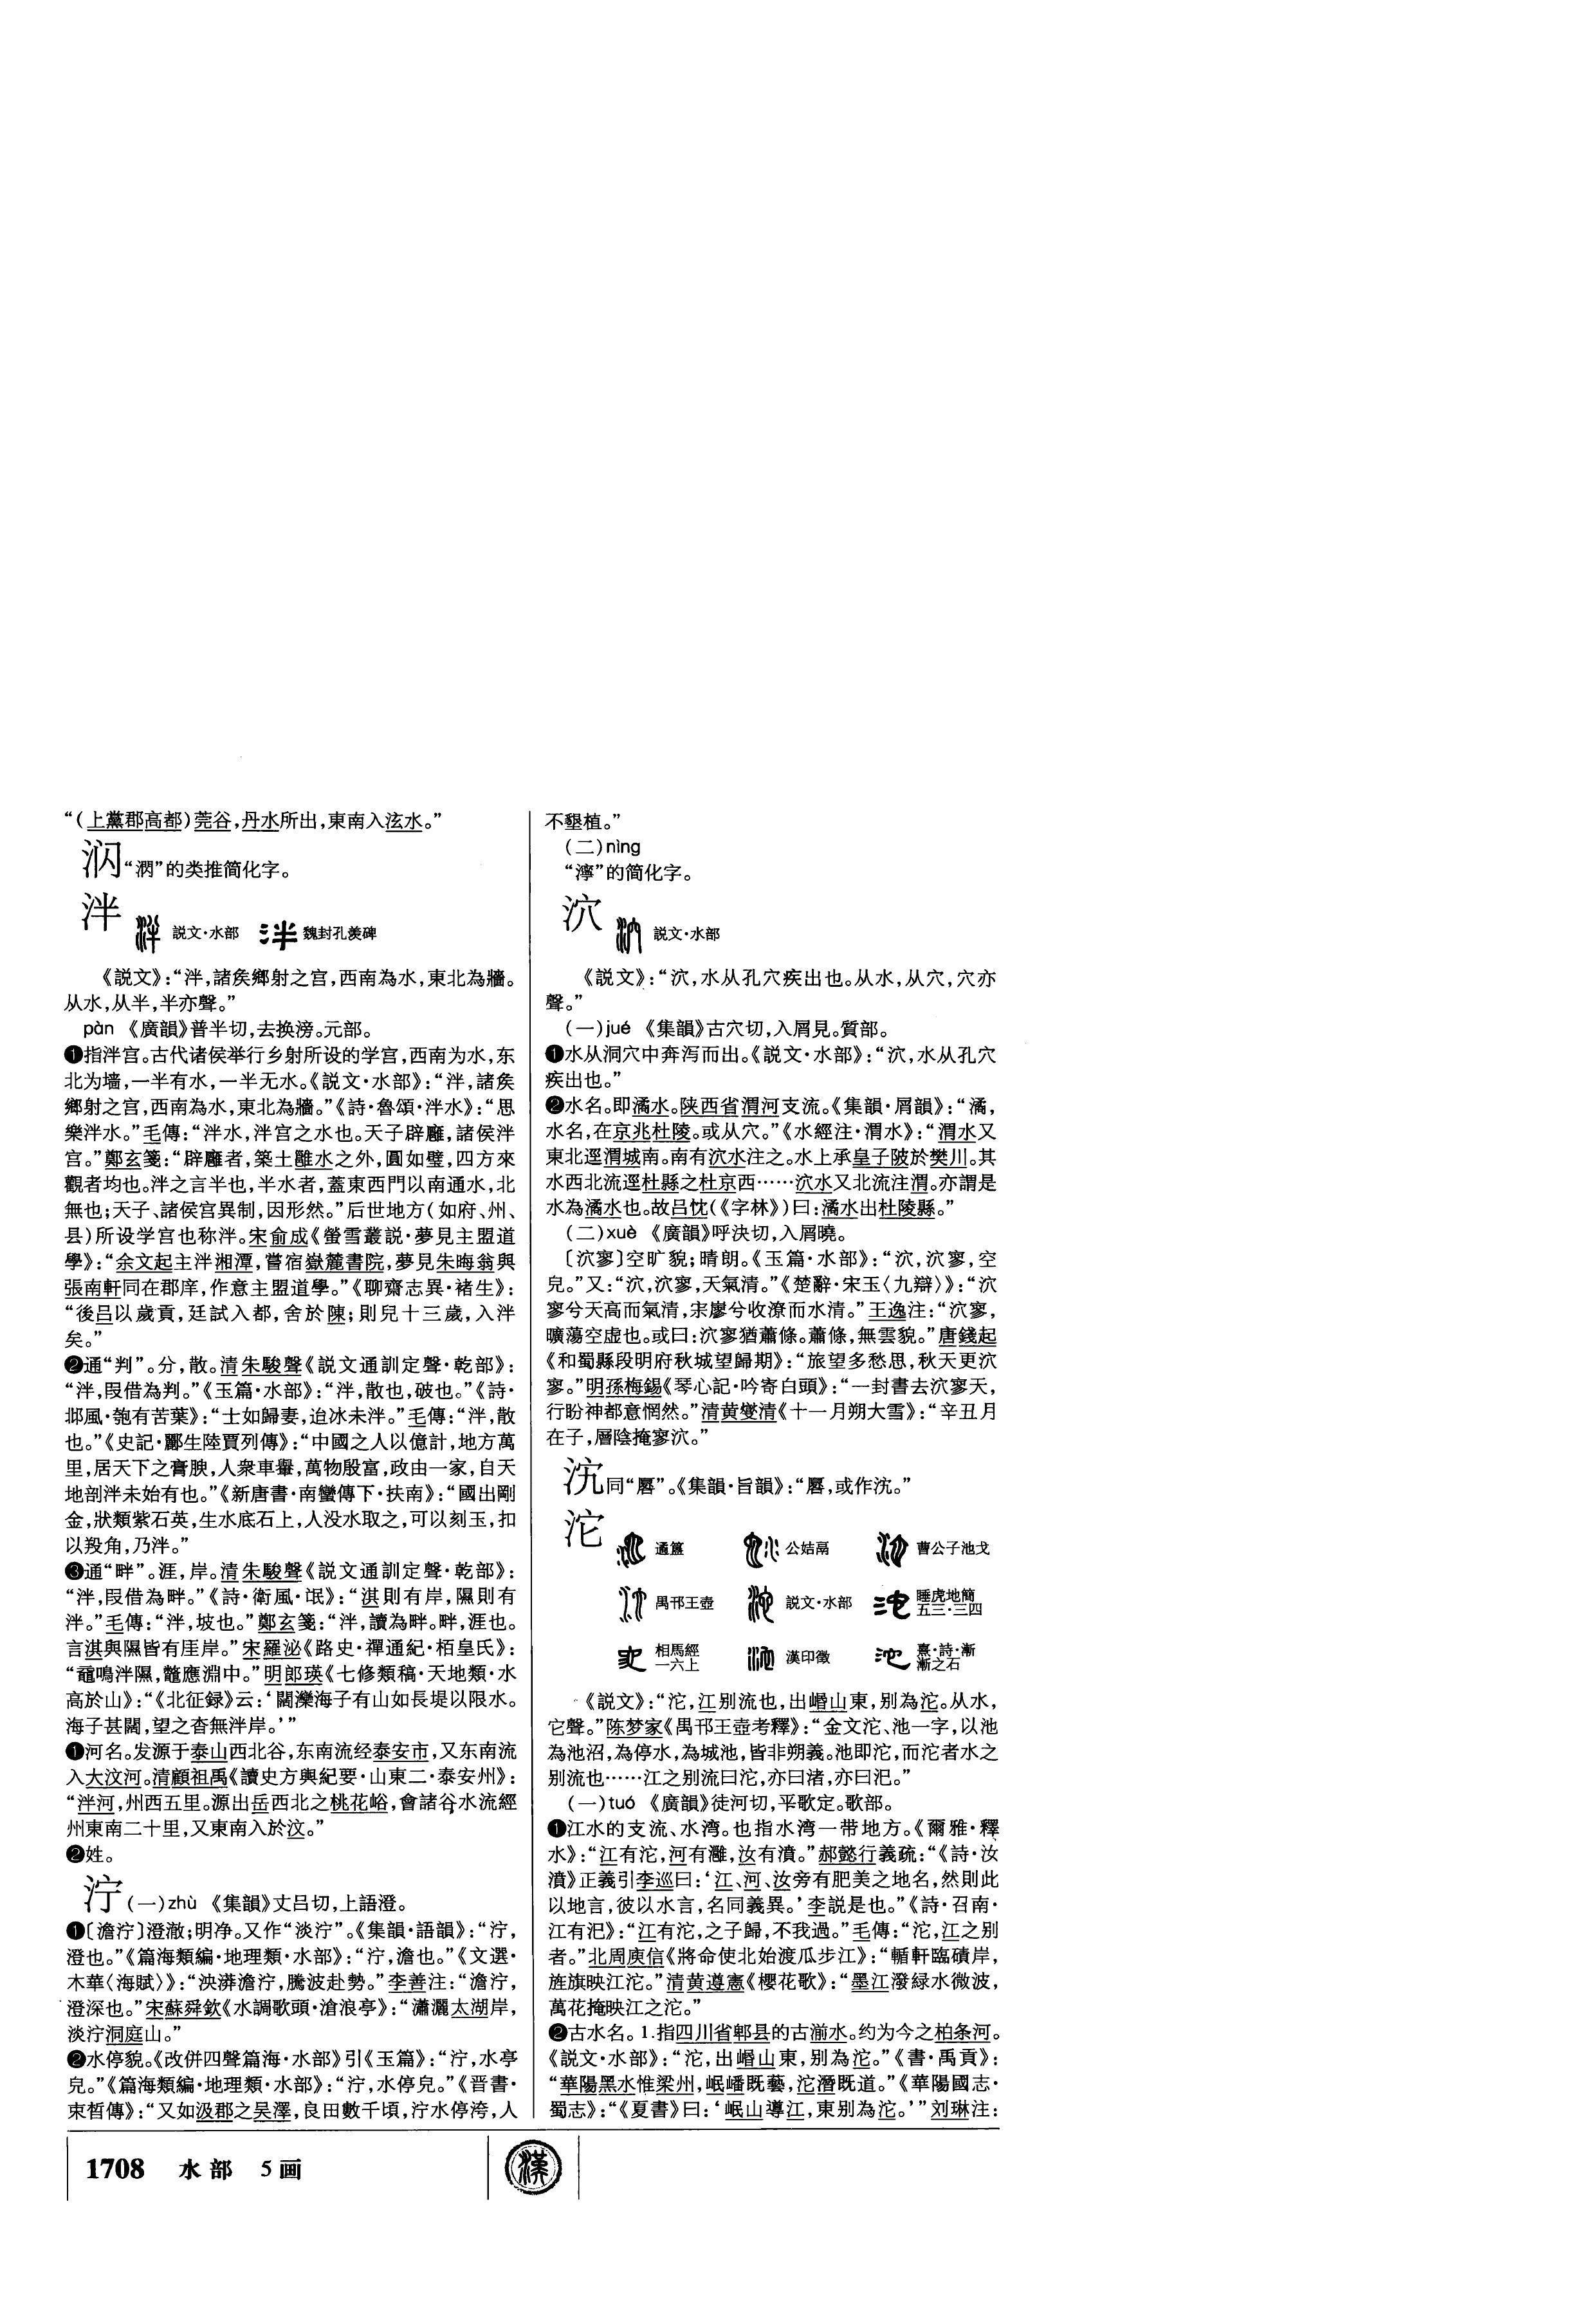 “(上黨郡高都)莞谷,丹水所出,東南入泫水。”
“㵎”的类推简化字。
泮 説文·水部 魏封孔羨碑
《説文》:“泮,諸矦鄉射之宫,西南為水,東北為牆。
从水,从半,半亦聲。”
pàn 《廣韻》普半切,去换滂。元部。
❶指泮宫。古代诸侯举行乡射所设的学宫,西南为水,东
北为墙,一半有水,一半无水。《説文·水部》:“泮,諸矦
鄉射之宫,西南為水,東北為牆。”《詩·魯頌·泮水》:“思
樂泮水。”毛傳:“泮水,泮宫之水也。天子辟廱,諸侯泮
宫。”鄭玄箋:“辟廱者,築土雝水之外,圓如璧,四方來
觀者均也。泮之言半也,半水者,蓋東西門以南通水,北
無也;天子、諸侯宫異制,因形然。”后世地方(如府、州、
县)所设学宫也称泮。宋俞成《螢雪叢説·夢見主盟道
學》:“余文起主泮湘潭,嘗宿嶽麓書院,夢見朱晦翁與
張南軒同在郡庠,作意主盟道學。”《聊齋志異·褚生》:
“後吕以歲貢,廷試入都,舍於陳;則兒十三歲,入泮
矣。”
❷通“判”。分,散。清朱駿聲《説文通訓定聲·乾部》:
“泮,叚借為判。”《玉篇·水部》:“泮,散也,破也。”《詩·
邶風·匏有苦葉》:“士如歸妻,迨冰未泮。”毛傳:“泮,散
也。”《史記·酈生陸賈列傳》:“中國之人以億計,地方萬
里,居天下之膏腴,人衆車轝,萬物殷富,政由一家,自天
地剖泮未始有也。”《新唐書·南蠻傳下·扶南》:“國出剛
金,狀類紫石英,生水底石上,人没水取之,可以刻玉,扣
以羖角,乃泮。”
❸通“畔”。涯,岸。清朱駿聲《説文通訓定聲·乾部》:
“泮,叚借為畔。”《詩·衛風·氓》:“淇則有岸,隰則有
泮。”毛傳:“泮,坡也。”鄭玄箋:“泮,讀為畔。畔,涯也。
言淇與隰皆有厓岸。”宋羅泌《路史·禪通紀·栢皇氏》:
“黿鳴泮隰,鼈應淵中。”明郎瑛《七修類稿·天地類·水
高於山》:“《北征録》云:‘闊灤海子有山如長堤以限水。
海子甚闊,望之杳無泮岸。’”
❶河名。发源于泰山西北谷,东南流经泰安市,又东南流
入大汶河。清顧祖禹《讀史方輿紀要·山東二·泰安州》:
“泮河,州西五里。源出岳西北之桃花峪,會諸谷水流經
州東南二十里,又東南入於汶。”
❷姓。
泞 (一)zhù 《集韻》丈吕切,上語澄。
❶〔澹泞〕澄澈;明净。又作“淡泞”。《集韻·語韻》:“泞,
澄也。”《篇海類編·地理類·水部》:“泞,澹也。”《文選·
木華〈海賦〉》:“泱漭澹泞,騰波赴勢。”李善注:“澹泞,
澄深也。”宋蘇舜欽《水調歌頭·滄浪亭》:“瀟灑太湖岸,
淡泞洞庭山。”
❷水停貌。《改併四聲篇海·水部》引《玉篇》:“泞,水亭
皃。”《篇海類編·地理類·水部》:“泞,水停皃。”《晋書·
束皙傳》:“又如汲郡之吴澤,良田數千頃,泞水停洿,人
不墾植。”
(二)nìng
“濘”的简化字。
泬 説文·水部
《説文》:“泬,水从孔穴疾出也。从水,从穴,穴亦
聲。”
(一)jué 《集韻》古穴切,入屑見。質部。
❶水从洞穴中奔泻而出。《説文·水部》:“泬,水从孔穴
疾出也。”
❷水名。即潏水。陕西省渭河支流。《集韻·屑韻》:“潏,
水名,在京兆杜陵。或从穴。”《水經注·渭水》:“渭水又
東北逕渭城南。南有泬水注之。水上承皇子陂於樊川。其
水西北流逕杜縣之杜京西……泬水又北流注渭。亦謂是
水為潏水也。故吕忱(《字林》)曰:潏水出杜陵縣。”
(二)xuè 《廣韻》呼決切,入屑曉。
〔泬寥〕空旷貌;晴朗。《玉篇·水部》:“泬,泬寥,空
皃。”又:“泬,泬寥,天氣清。”《楚辭·宋玉〈九辯〉》:“泬
寥兮天高而氣清,寂廖兮收潦而水清。”王逸注:“泬寥,
曠蕩空虚也。或曰:泬寥猶蕭條。蕭條,無雲貌。”唐錢起
《和蜀縣段明府秋城望歸期》:“旅望多愁思,秋天更泬
寥。”明孫梅錫《琴心記·吟寄白頭》:“一封書去泬寥天,
行盼神都意惘然。”清黄燮清《十一月朔大雪》:“辛丑月
在子,層陰掩寥泬。”
㳅同“厬”。《集韻·旨韻》:“厬,或作㳅。”
沱 遹簋 公姞鬲 曹公子池戈
禺邗王壺 説文·水部 睡虎地簡五三·三四
相馬經一六上 漢印徵 熹·詩·漸漸之石
《説文》:“沱,江别流也,出㟭山東,别為沱。从水,
它聲。”陈梦家《禺邗王壺考釋》:“金文沱、池一字,以池
為池沼,為停水,為城池,皆非朔義。池即沱,而沱者水之
别流也……江之别流曰沱,亦曰渚,亦曰汜。”
(一)tuó 《廣韻》徒河切,平歌定。歌部。
❶江水的支流、水湾。也指水湾一带地方。《爾雅·釋
水》:“江有沱,河有灉,汝有濆。”郝懿行義疏:“《詩·汝
濆》正義引李巡曰:‘江、河、汝旁有肥美之地名,然則此
以地言,彼以水言,名同義異。’李説是也。”《詩·召南·
江有汜》:“江有沱,之子歸,不我過。”毛傳:“沱,江之别
者。”北周庾信《將命使北始渡瓜步江》:“輶軒臨磧岸,
旌旗映江沱。”清黄遵憲《櫻花歌》:“墨江潑緑水微波,
萬花掩映江之沱。”
❷古水名。1.指四川省郫县的古湔水。约为今之柏条河。
《説文·水部》:“沱,出㟭山東,别為沱。”《書·禹貢》:
“華陽黑水惟梁州,岷嶓既藝,沱潛既道。”《華陽國志·
蜀志》:“《夏書》曰:‘岷山導江,東别為沱。’”刘琳注:
1708 水部 5画
漢